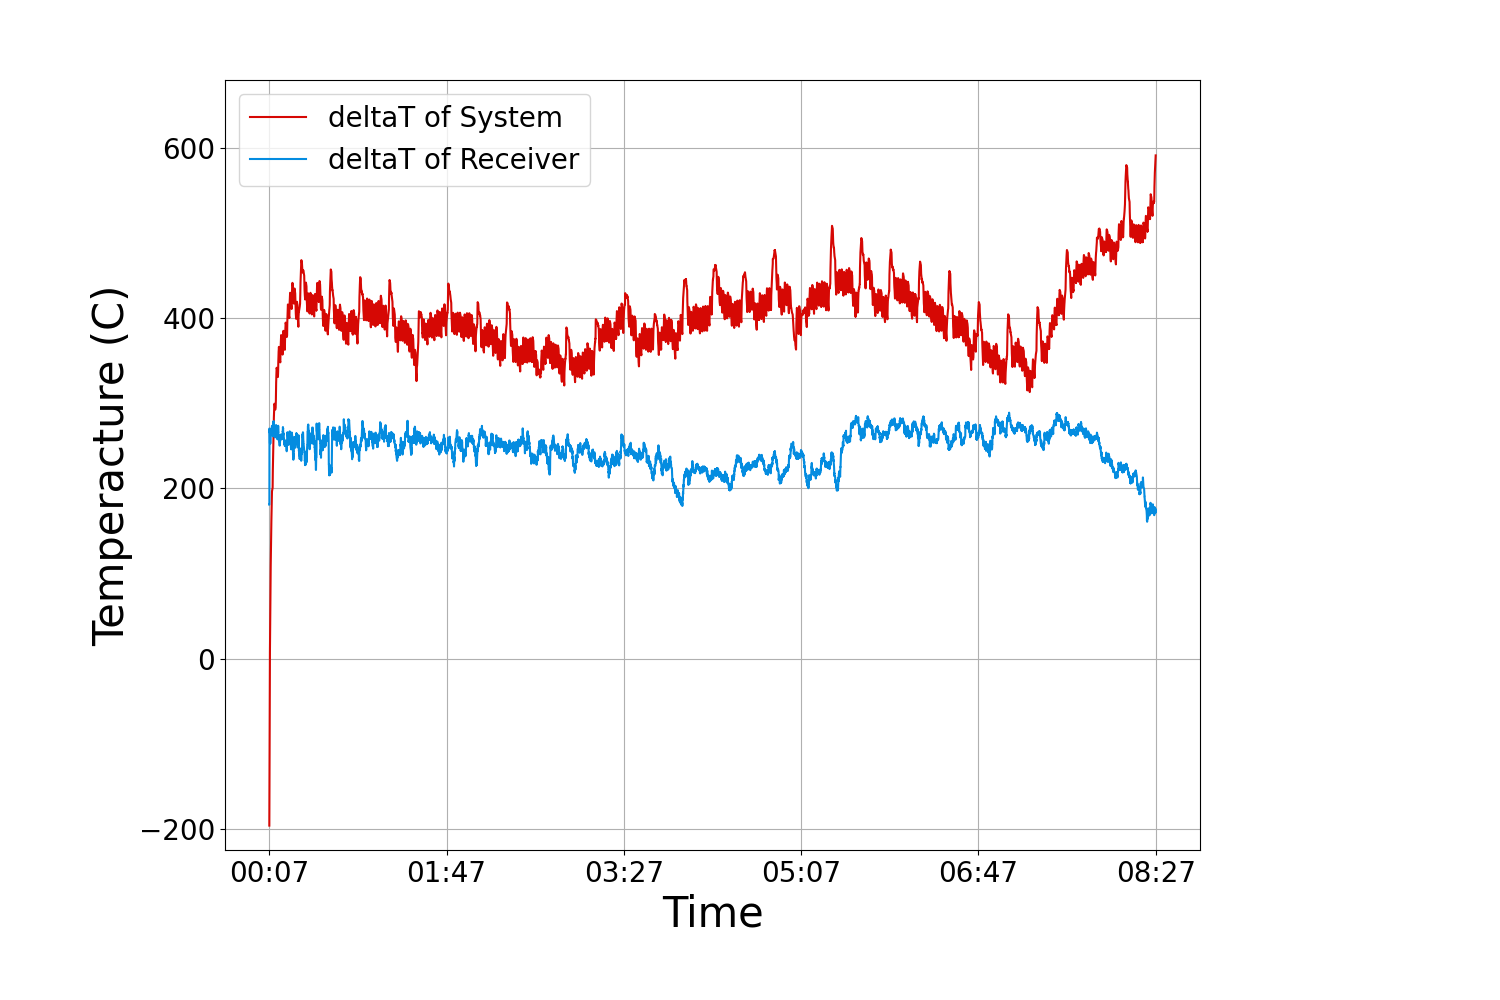 deltaT of System
deltaT of Receiver
600
400
200
0
−200
Temperacture (C)
00:07 01:47 03:27 05:07 06:47 08:27
Time